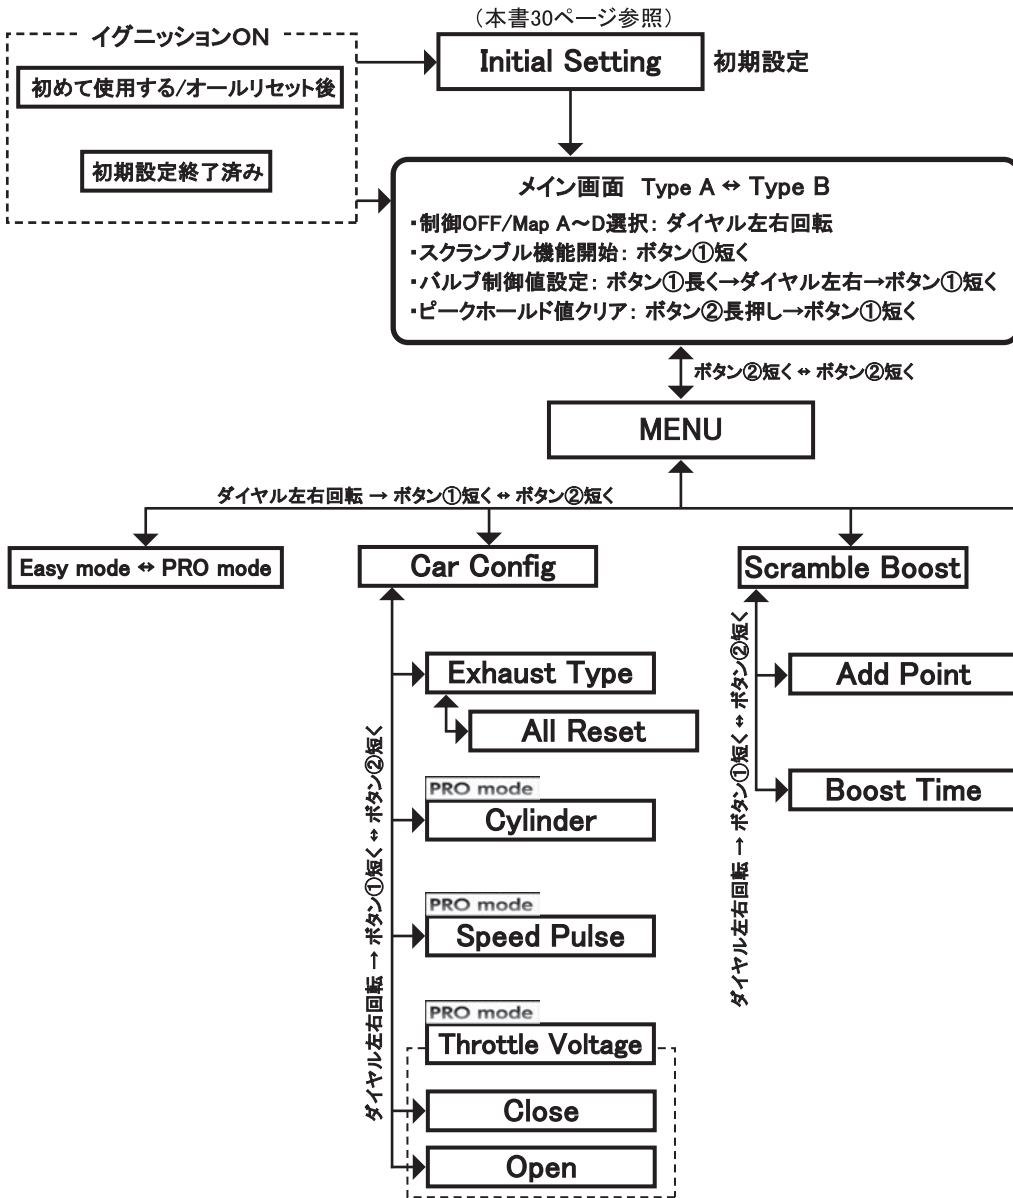 （本書30ページ参照）
イグニッションON
Initial Setting
初期設定
初めて使用する/オールリセット後
初期設定終了済み
メイン画面 Type A ⇔ Type B
・制御OFF/Map A～D選択： ダイヤル左右回転
・スクランブル機能開始： ボタン①短く
・バルブ制御値設定： ボタン①長く→ダイヤル左右→ボタン①短く
・ピークホールド値クリア： ボタン②長押し→ボタン①短く
ボタン②短く ⇔ ボタン②短く
MENU
ダイヤル左右回転 → ボタン①短く ⇔ ボタン②短く
Easy mode ⇔ PRO mode
Car Config
Scramble Boost
ダイヤル左右回転 → ボタン①短く ⇔ ボタン②短く
Exhaust Type
All Reset
PRO mode
Cylinder
PRO mode
Speed Pulse
PRO mode
Throttle Voltage
Close
Open
ダイヤル左右回転 → ボタン①短く ⇔ ボタン②短く
Add Point
Boost Time